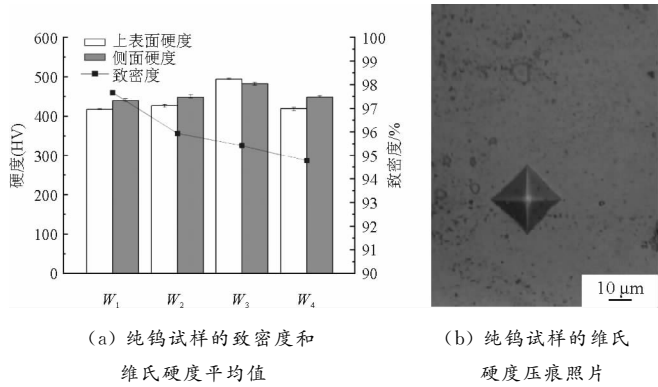 600
500
400
300
200
100
0
硬度(HV)
上表面硬度
侧面硬度
致密度
100
99
98
97
96
95
94
93
92
91
90
致密度/%
W1 W2 W3 W4
10 μm
(a) 纯钨试样的致密度和
维氏硬度平均值
(b) 纯钨试样的维氏
硬度压痕照片